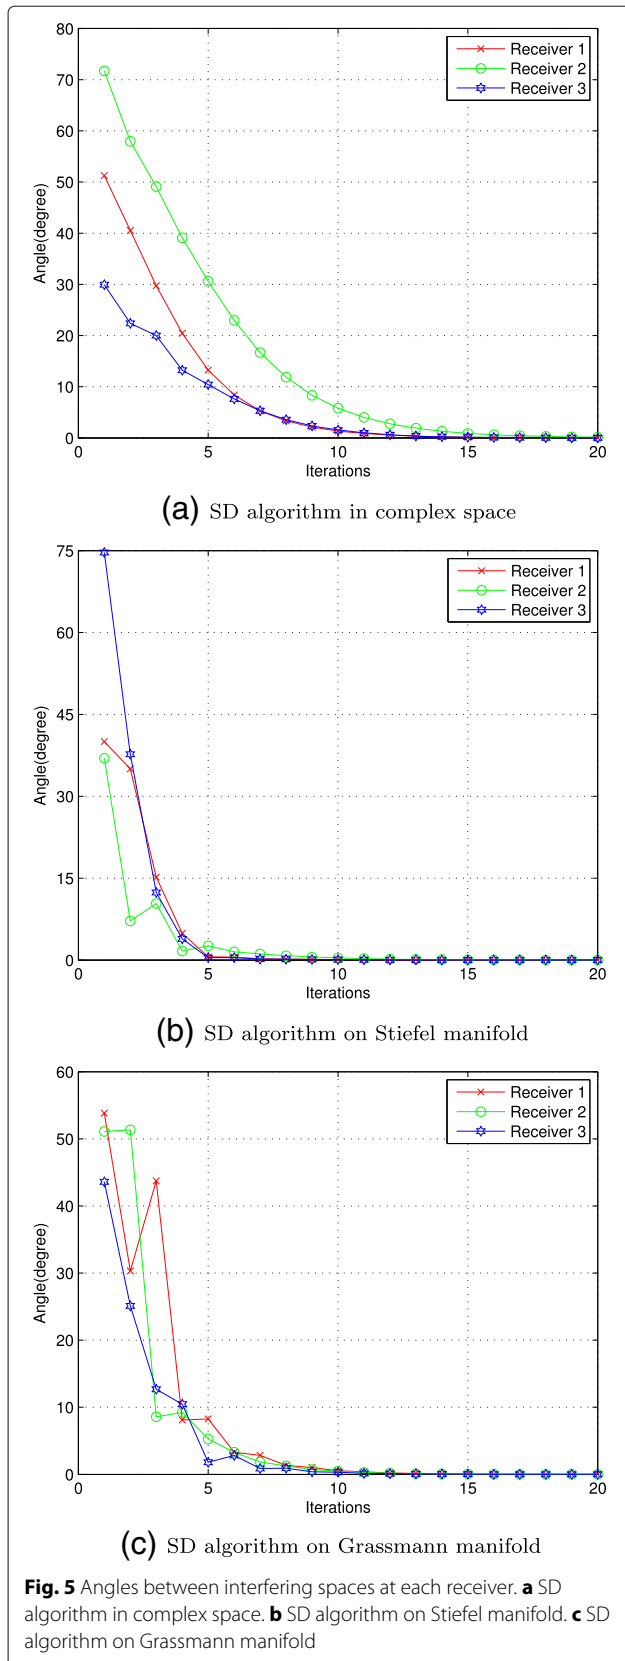 80
70
60
50
40
30
20
10
0
Angle(degree)
Receiver 1
Receiver 2
Receiver 3
0 5 10 15 20
Iterations
(a) SD algorithm in complex space
75
60
45
30
15
0
Angle(degree)
Receiver 1
Receiver 2
Receiver 3
0 5 10 15 20
Iterations
(b) SD algorithm on Stiefel manifold
60
50
40
30
20
10
0
Angle(degree)
Receiver 1
Receiver 2
Receiver 3
0 5 10 15 20
Iterations
(c) SD algorithm on Grassmann manifold
Fig. 5 Angles between interfering spaces at each receiver. a SD
algorithm in complex space. b SD algorithm on Stiefel manifold. c SD
algorithm on Grassmann manifold